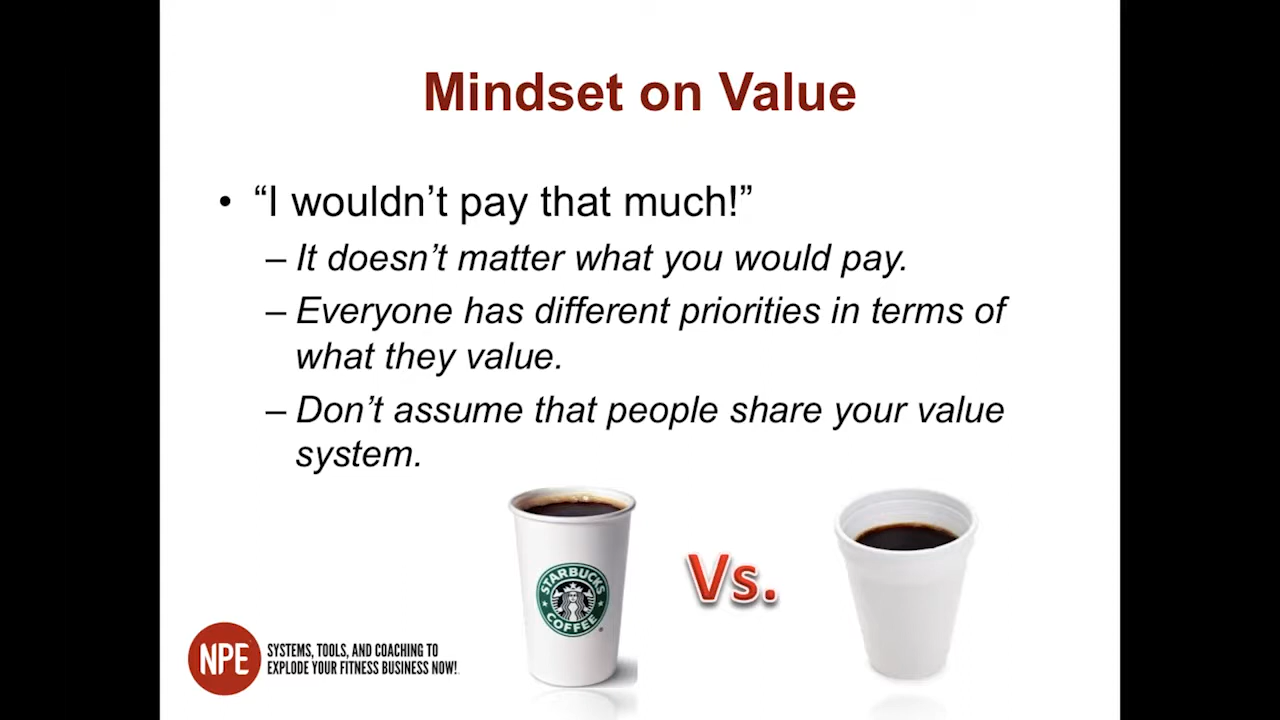 Mindset on Value
• “I wouldn’t pay that much!”
– It doesn’t matter what you would pay.
– Everyone has different priorities in terms of
what they value.
– Don’t assume that people share your value
system.
STARBUCKS
COFFEE
Vs.
NPE
SYSTEMS, TOOLS, AND COACHING TO
EXPLODE YOUR FITNESS BUSINESS NOW!